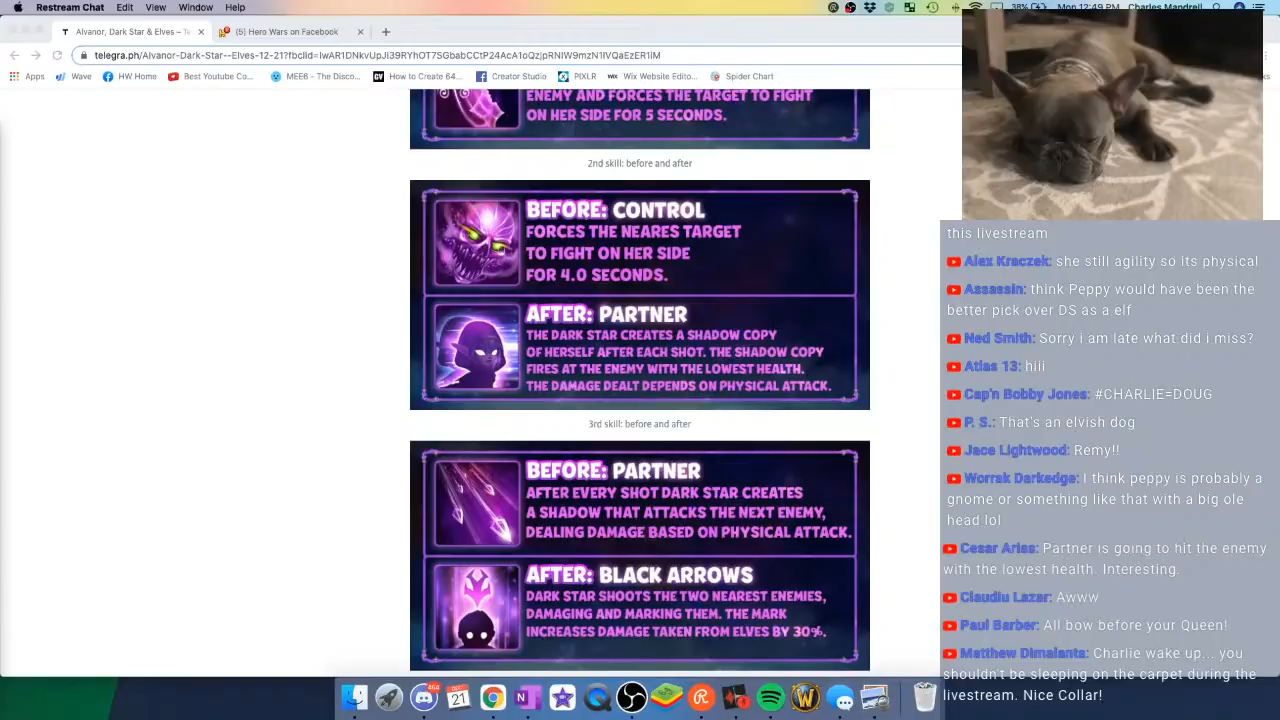 Restream Chat Edit View Window Help
38% Mon 12:49 PM Charles Mandrell
Alvanor, Dark Star & Elves – Te
(5) Hero Wars on Facebook
telegra.ph/Alvanor-Dark-Star--Elves-12-21?fbclid=IwAR1DNkvUpJi39RYhOT7SGbabCCtP24AcA1oQzjpRNIW9mzN1IVQaEzER1iM
Apps Wave HW Home Best Youtube Co... MEE6 - The Disco... How to Create 64... Creator Studio PIXLR Wix Website Edito... Spider Chart
ENEMY AND FORCES THE TARGET TO FIGHT
ON HER SIDE FOR 5 SECONDS.
2nd skill: before and after
BEFORE: CONTROL
FORCES THE NEARES TARGET
TO FIGHT ON HER SIDE
FOR 4.0 SECONDS.
AFTER: PARTNER
THE DARK STAR CREATES A SHADOW COPY
OF HERSELF AFTER EACH SHOT. THE SHADOW COPY
FIRES AT THE ENEMY WITH THE LOWEST HEALTH.
THE DAMAGE DEALT DEPENDS ON PHYSICAL ATTACK.
3rd skill: before and after
BEFORE: PARTNER
AFTER EVERY SHOT DARK STAR CREATES
A SHADOW THAT ATTACKS THE NEXT ENEMY,
DEALING DAMAGE BASED ON PHYSICAL ATTACK.
AFTER: BLACK ARROWS
DARK STAR SHOOTS THE TWO NEAREST ENEMIES,
DAMAGING AND MARKING THEM. THE MARK
INCREASES DAMAGE TAKEN FROM ELVES BY 30%.
this livestream
Alex Kraczek: she still agility so its physical
Assassin: think Peppy would have been the
better pick over DS as a elf
Ned Smith: Sorry i am late what did i miss?
Atlas 13: hiii
Cap'n Bobby Jones: #CHARLIE=DOUG
P. S.: That's an elvish dog
Jace Lightwood: Remy!!
Worrak Darkedge: I think peppy is probably a
gnome or something like that with a big ole
head lol
Cesar Arias: Partner is going to hit the enemy
with the lowest health. Interesting.
Claudiu Lazar: Awww
Paul Barber: All bow before your Queen!
Matthew Dimalanta: Charlie wake up... you
shouldn't be sleeping on the carpet during the
livestream. Nice Collar!
464
DEC
21